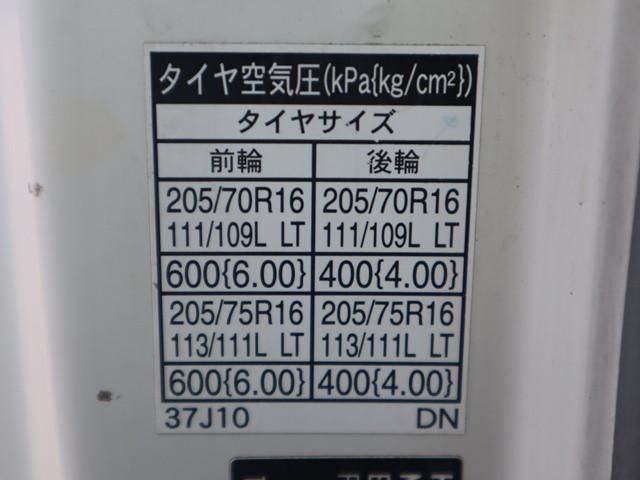 タイヤ空気圧(kPa{kg/cm²})
タイヤサイズ
前輪 後輪
205/70R16 205/70R16
111/109L LT 111/109L LT
600{6.00} 400{4.00}
205/75R16 205/75R16
113/111L LT 113/111L LT
600{6.00} 400{4.00}
37J10 DN